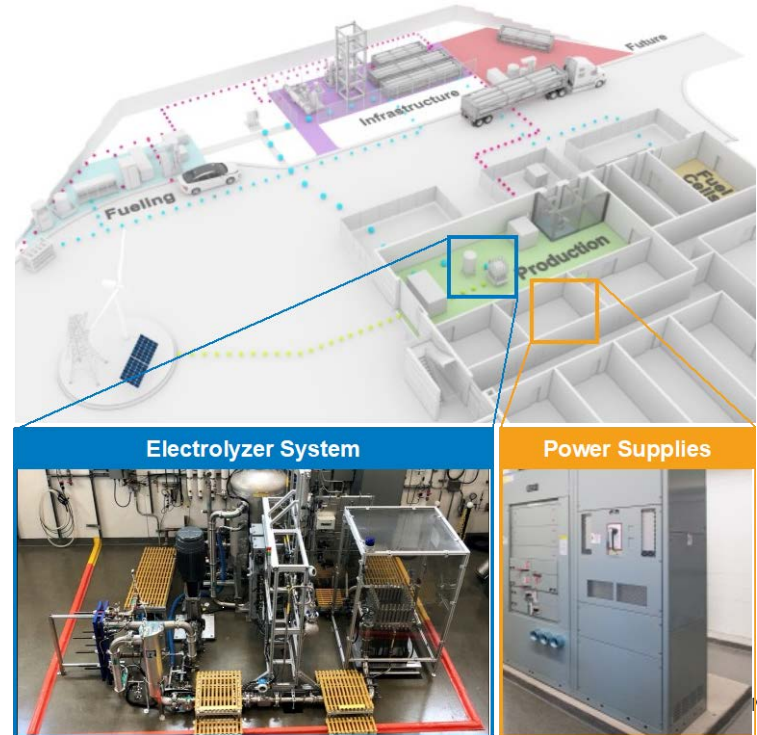 Future
Infrastructure
Fueling
Fuel
Cells
Production
Electrolyzer System
Power Supplies